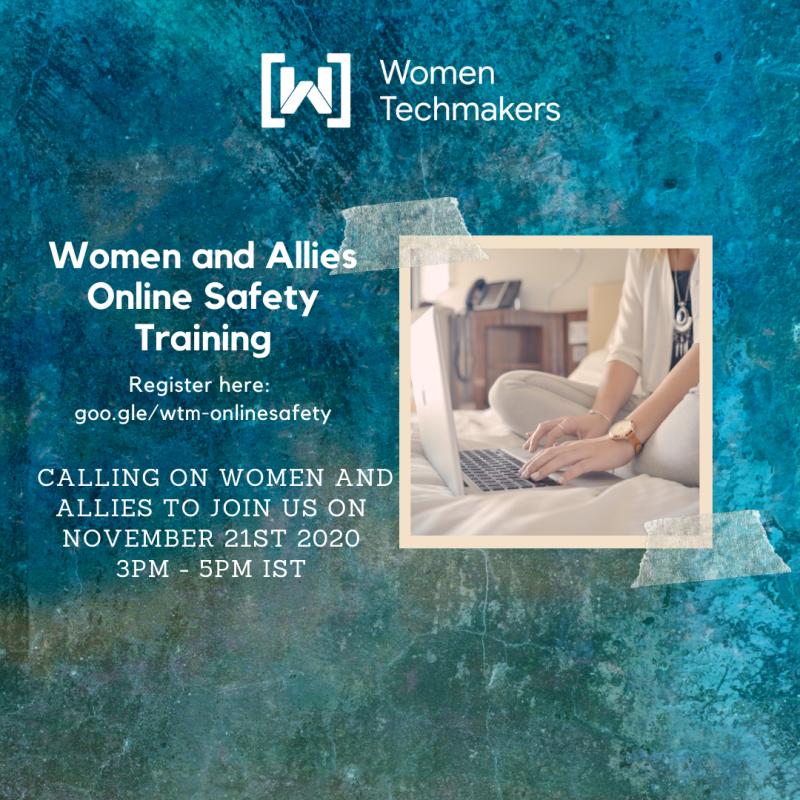 Women
Techmakers
Women and Allies
Online Safety
Training
Register here:
goo.gle/wtm-onlinesafety
CALLING ON WOMEN AND
ALLIES TO JOIN US ON
NOVEMBER 21ST 2020
3PM - 5PM IST